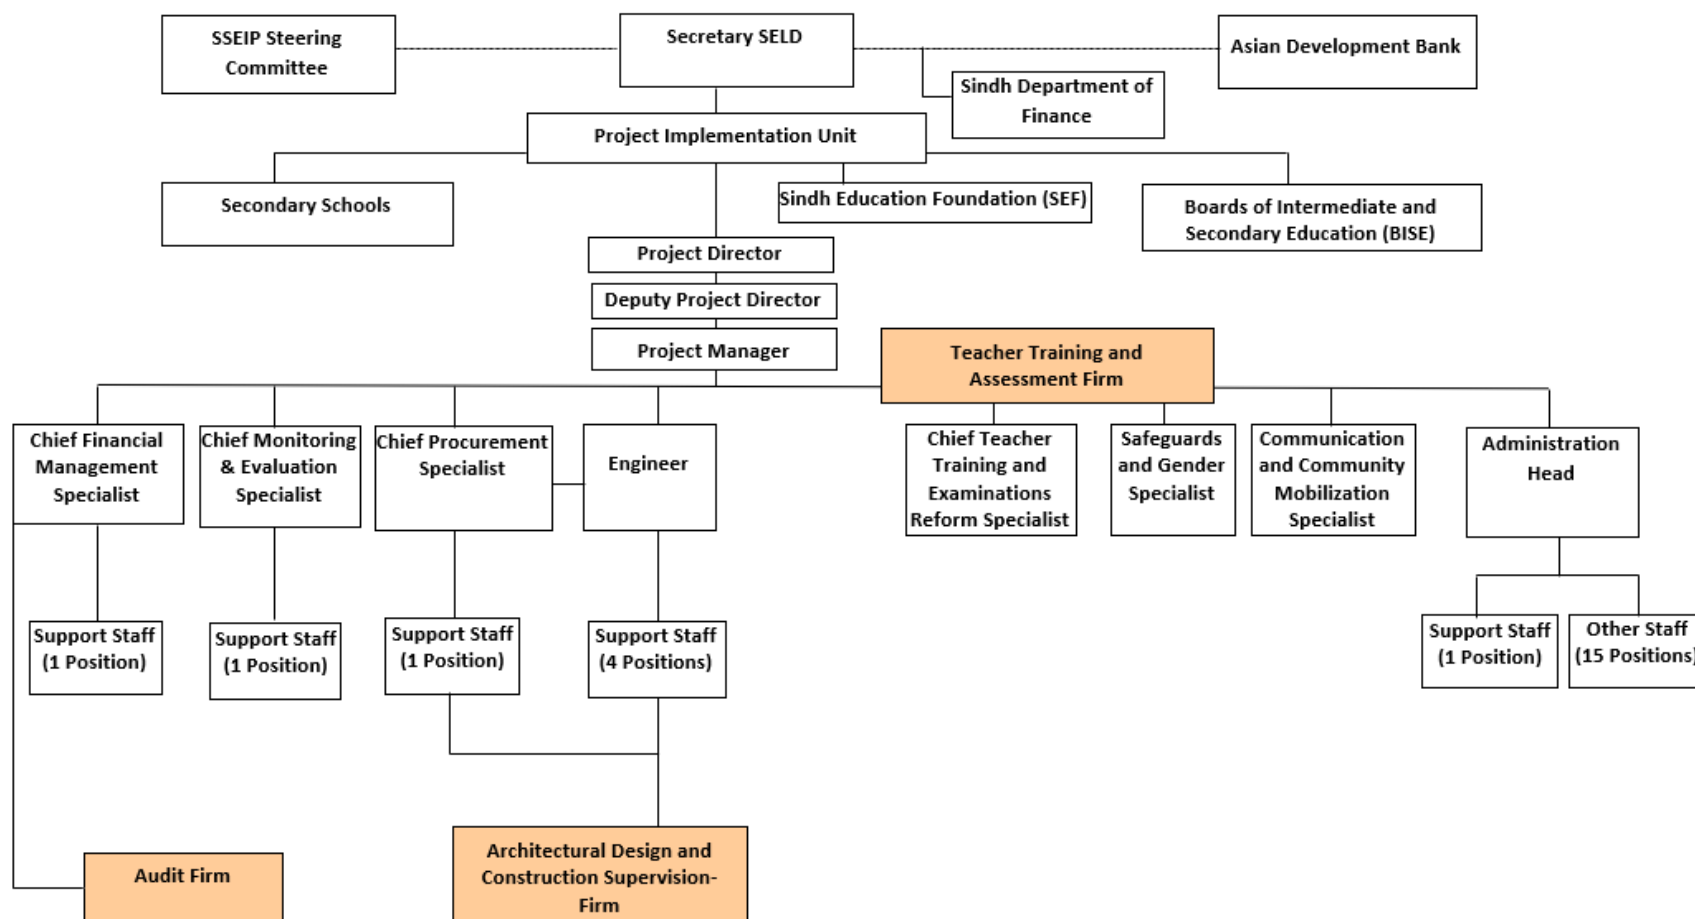 SSEIP Steering
Committee
Secretary SELD
Asian Development Bank
Sindh Department of
Finance
Project Implementation Unit
Secondary Schools
Sindh Education Foundation (SEF)
Boards of Intermediate and
Secondary Education (BISE)
Project Director
Deputy Project Director
Project Manager
Teacher Training and
Assessment Firm
Chief Financial
Management
Specialist
Chief Monitoring
& Evaluation
Specialist
Chief Procurement
Specialist
Engineer
Chief Teacher
Training and
Examinations
Reform Specialist
Safeguards
and Gender
Specialist
Communication
and Community
Mobilization
Specialist
Administration
Head
Support Staff
(1 Position)
Support Staff
(1 Position)
Support Staff
(1 Position)
Support Staff
(4 Positions)
Support Staff
(1 Position)
Other Staff
(15 Positions)
Audit Firm
Architectural Design and
Construction Supervision-
Firm